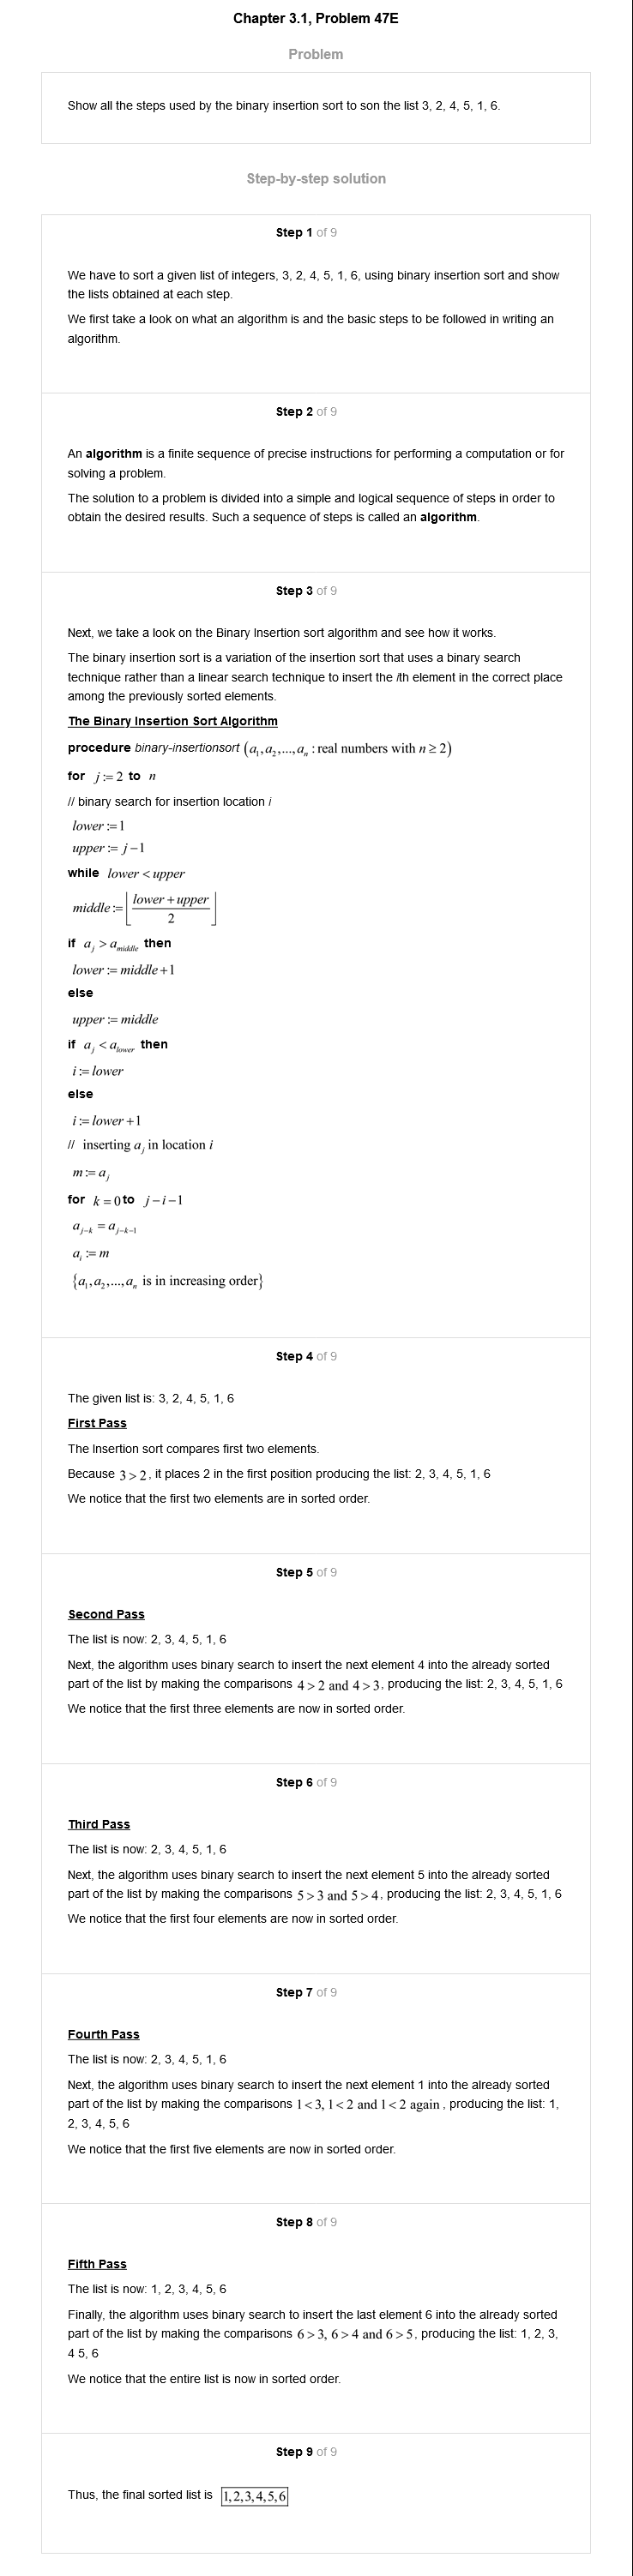 Chapter 3.1, Problem 47E
Problem
Show all the steps used by the binary insertion sort to son the list 3, 2, 4, 5, 1, 6.
Step-by-step solution
Step 1 of 9
We have to sort a given list of integers, 3, 2, 4, 5, 1, 6, using binary insertion sort and show
the lists obtained at each step.
We first take a look on what an algorithm is and the basic steps to be followed in writing an
algorithm.
Step 2 of 9
An algorithm is a finite sequence of precise instructions for performing a computation or for
solving a problem.
The solution to a problem is divided into a simple and logical sequence of steps in order to
obtain the desired results. Such a sequence of steps is called an algorithm.
Step 3 of 9
Next, we take a look on the Binary Insertion sort algorithm and see how it works.
The binary insertion sort is a variation of the insertion sort that uses a binary search
technique rather than a linear search technique to insert the ith element in the correct place
among the previously sorted elements.
The Binary Insertion Sort Algorithm
procedure binary-insertionsort (a₁, a₂,..., aₙ : real numbers with n ≥ 2)
for j := 2 to n
// binary search for insertion location i
lower := 1
upper := j − 1
while lower < upper
middle := ⌊(lower + upper)/2⌋
if a_j > a_middle then
lower := middle + 1
else
upper := middle
if a_j < a_lower then
i := lower
else
i := lower + 1
// inserting a_j in location i
m := a_j
for k = 0 to j − i − 1
a_{j−k} = a_{j−k−1}
a_i := m
{a₁, a₂,..., aₙ is in increasing order}
Step 4 of 9
The given list is: 3, 2, 4, 5, 1, 6
First Pass
The Insertion sort compares first two elements.
Because 3 > 2, it places 2 in the first position producing the list: 2, 3, 4, 5, 1, 6
We notice that the first two elements are in sorted order.
Step 5 of 9
Second Pass
The list is now: 2, 3, 4, 5, 1, 6
Next, the algorithm uses binary search to insert the next element 4 into the already sorted
part of the list by making the comparisons 4 > 2 and 4 > 3, producing the list: 2, 3, 4, 5, 1, 6
We notice that the first three elements are now in sorted order.
Step 6 of 9
Third Pass
The list is now: 2, 3, 4, 5, 1, 6
Next, the algorithm uses binary search to insert the next element 5 into the already sorted
part of the list by making the comparisons 5 > 3 and 5 > 4, producing the list: 2, 3, 4, 5, 1, 6
We notice that the first four elements are now in sorted order.
Step 7 of 9
Fourth Pass
The list is now: 2, 3, 4, 5, 1, 6
Next, the algorithm uses binary search to insert the next element 1 into the already sorted
part of the list by making the comparisons 1 < 3, 1 < 2 and 1 < 2 again , producing the list: 1,
2, 3, 4, 5, 6
We notice that the first five elements are now in sorted order.
Step 8 of 9
Fifth Pass
The list is now: 1, 2, 3, 4, 5, 6
Finally, the algorithm uses binary search to insert the last element 6 into the already sorted
part of the list by making the comparisons 6 > 3, 6 > 4 and 6 > 5, producing the list: 1, 2, 3,
4 5, 6
We notice that the entire list is now in sorted order.
Step 9 of 9
Thus, the final sorted list is 1,2,3,4,5,6